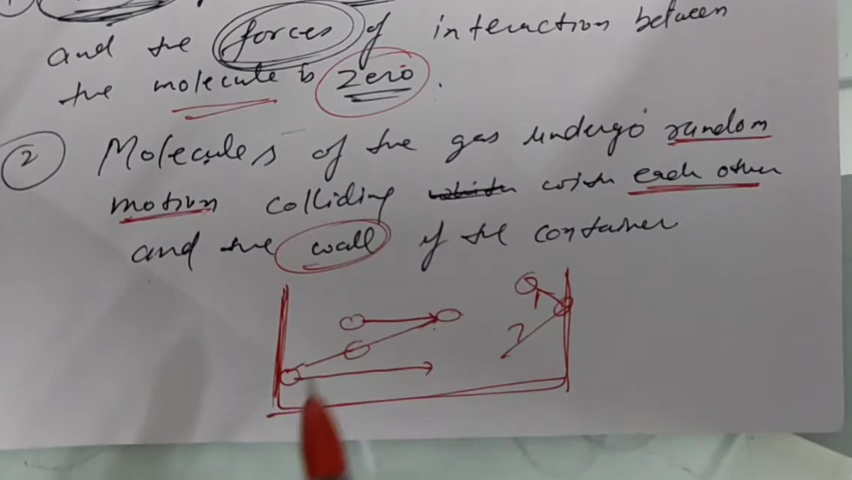 and the forces of interaction between
the molecule is zero.
② Molecules of the gas undergo random
motion colliding with each other
and the wall of the container